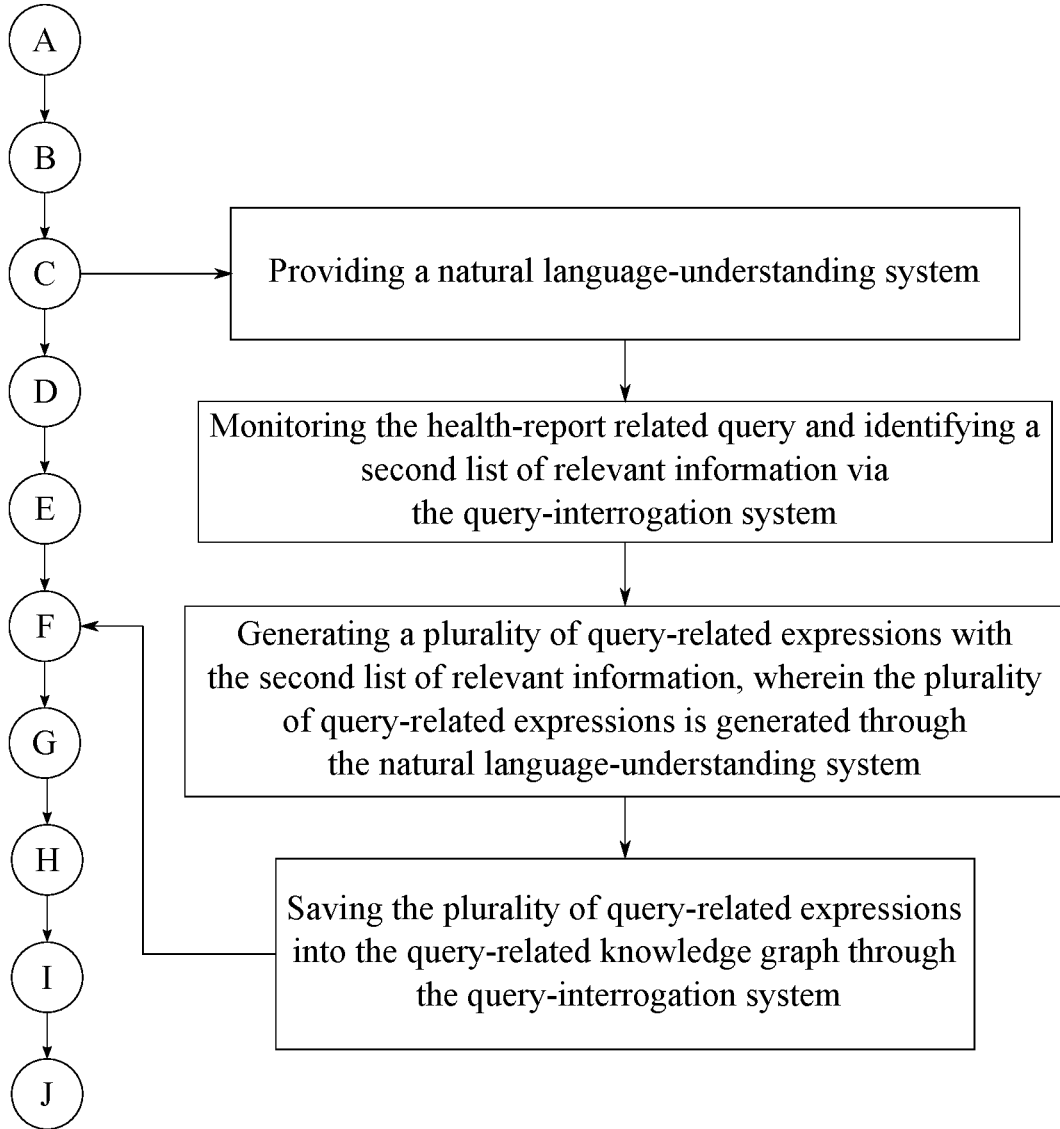 A
B
C
Providing a natural language-understanding system
D
Monitoring the health-report related query and identifying a
second list of relevant information via
the query-interrogation system
E
F
Generating a plurality of query-related expressions with
the second list of relevant information, wherein the plurality
of query-related expressions is generated through
the natural language-understanding system
G
H
Saving the plurality of query-related expressions
into the query-related knowledge graph through
the query-interrogation system
I
J